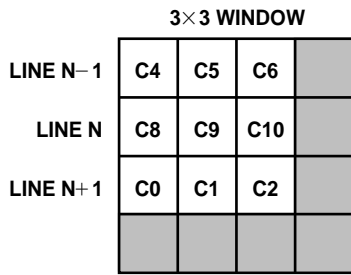 3×3 WINDOW
LINE N−1 C4 C5 C6
LINE N C8 C9 C10
LINE N+1 C0 C1 C2